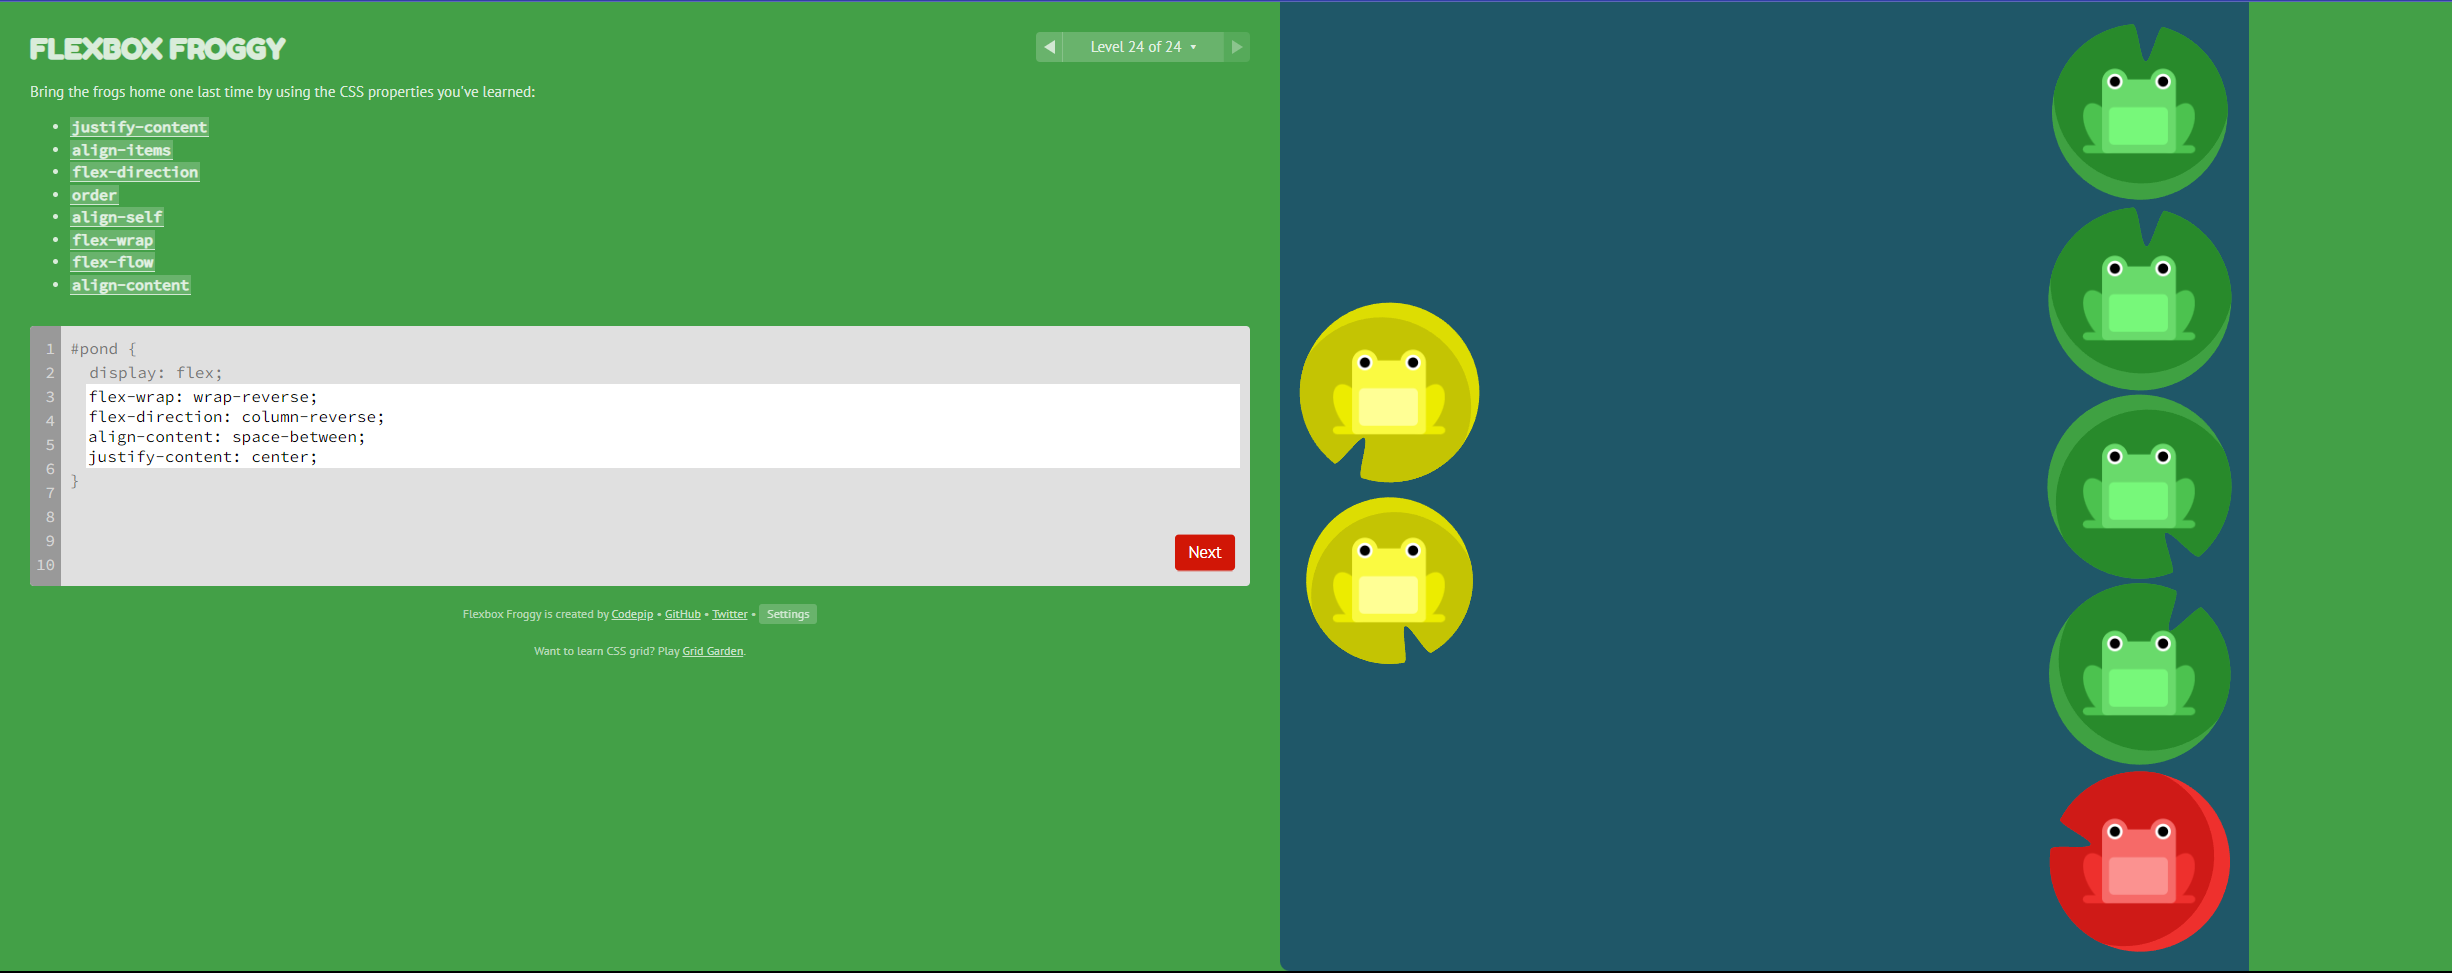 FLEXBOX FROGGY
◀ Level 24 of 24 ▾ ▶
Bring the frogs home one last time by using the CSS properties you've learned:
• justify-content
• align-items
• flex-direction
• order
• align-self
• flex-wrap
• flex-flow
• align-content
1 #pond {
2 display: flex;
3 flex-wrap: wrap-reverse;
4 flex-direction: column-reverse;
5 align-content: space-between;
6 justify-content: center;
7 }
8
9
10
Next
Flexbox Froggy is created by Codepip • GitHub • Twitter • Settings
Want to learn CSS grid? Play Grid Garden.